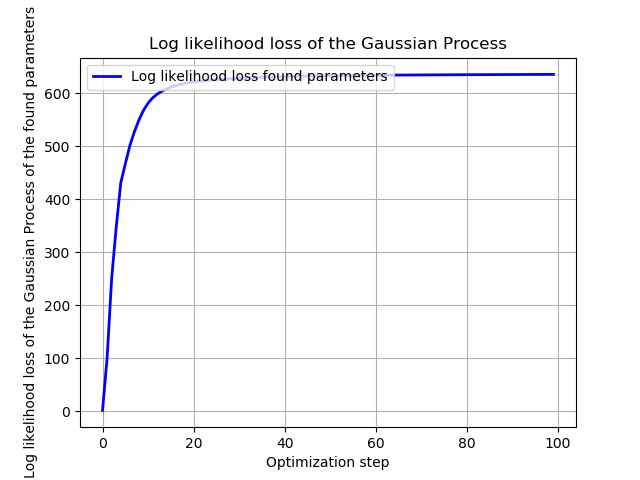 Log likelihood loss of the Gaussian Process
Log likelihood loss found parameters
Log likelihood loss of the Gaussian Process of the found parameters
600
500
400
300
200
100
0
0 20 40 60 80 100
Optimization step